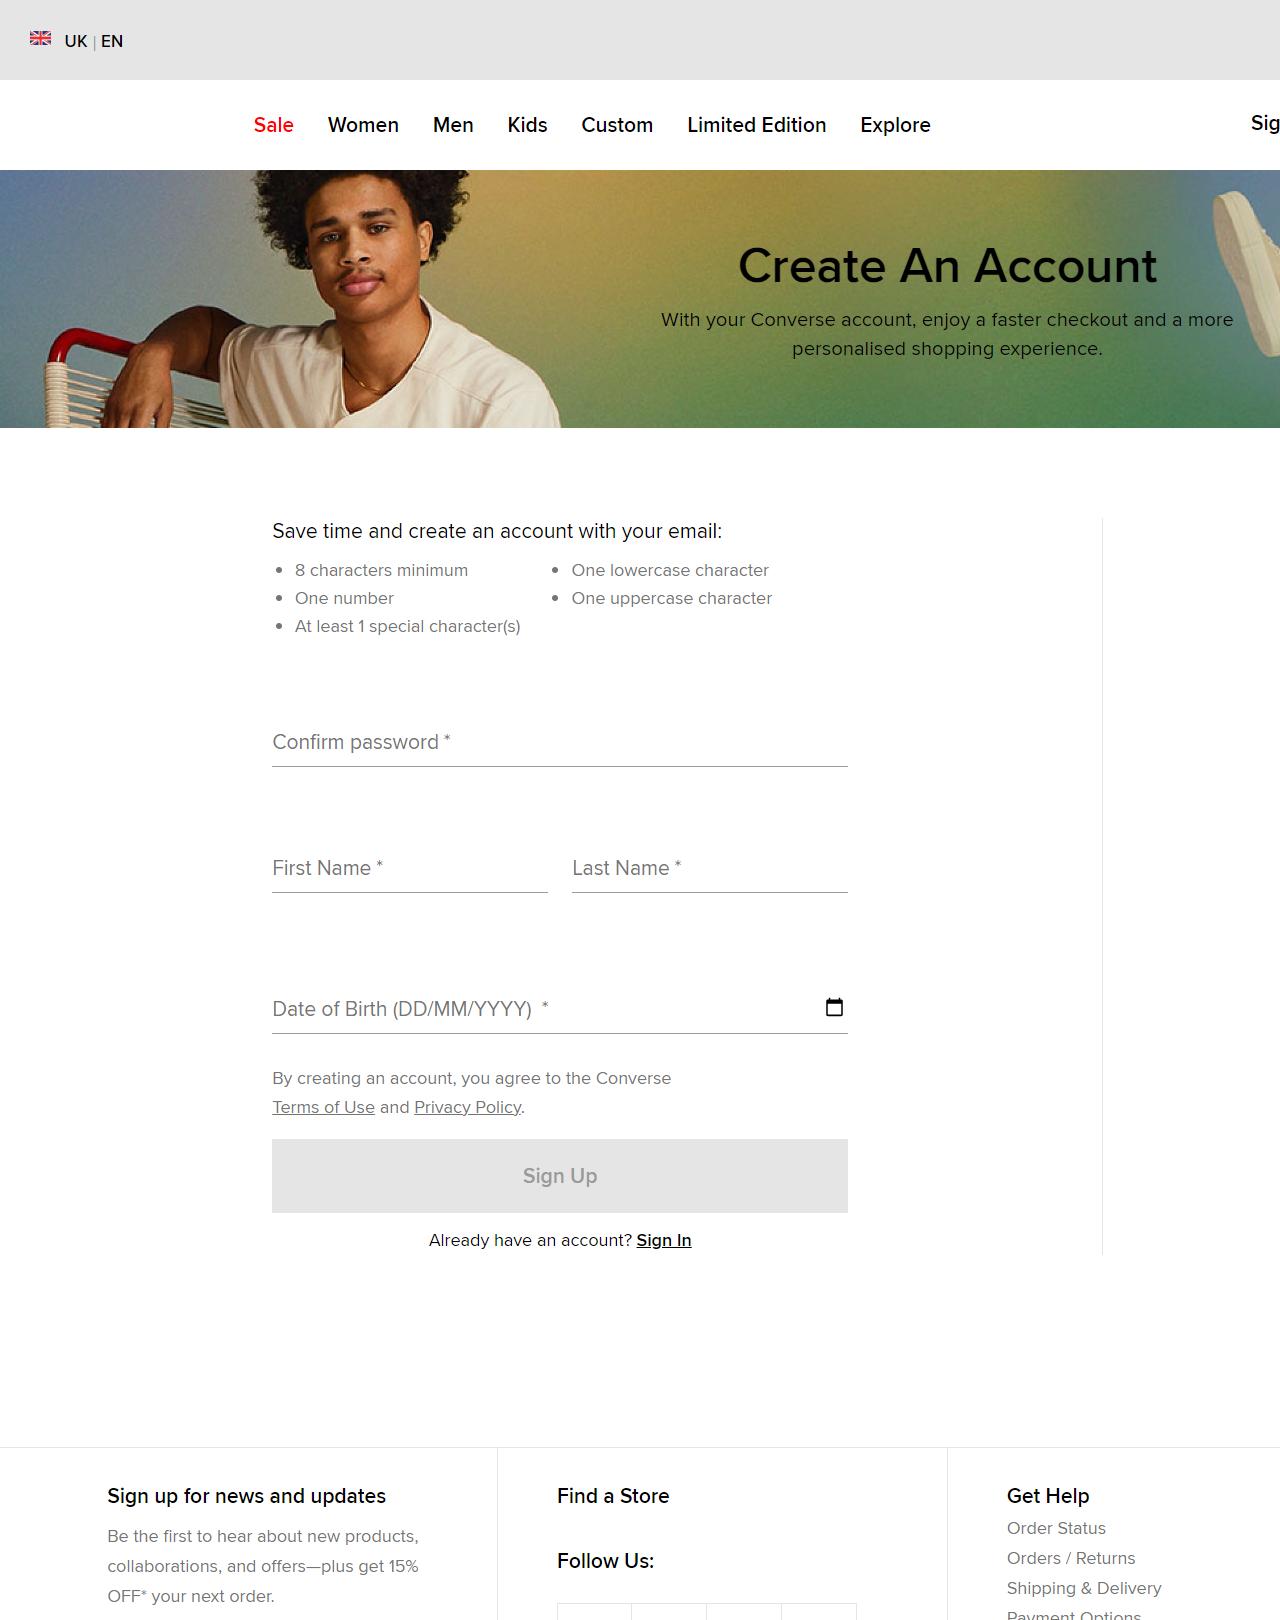 UK | EN
Sale Women Men Kids Custom Limited Edition Explore
Create An Account
With your Converse account, enjoy a faster checkout and a more
personalised shopping experience.
Save time and create an account with your email:
• 8 characters minimum
• One number
• At least 1 special character(s)
• One lowercase character
• One uppercase character
Confirm password *
First Name * Last Name *
Date of Birth (DD/MM/YYYY) *
By creating an account, you agree to the Converse
Terms of Use and Privacy Policy.
Sign Up
Already have an account? Sign In
Sign up for news and updates
Be the first to hear about new products,
collaborations, and offers—plus get 15%
OFF* your next order.
Find a Store
Follow Us:
Get Help
Order Status
Orders / Returns
Shipping & Delivery
Payment Options